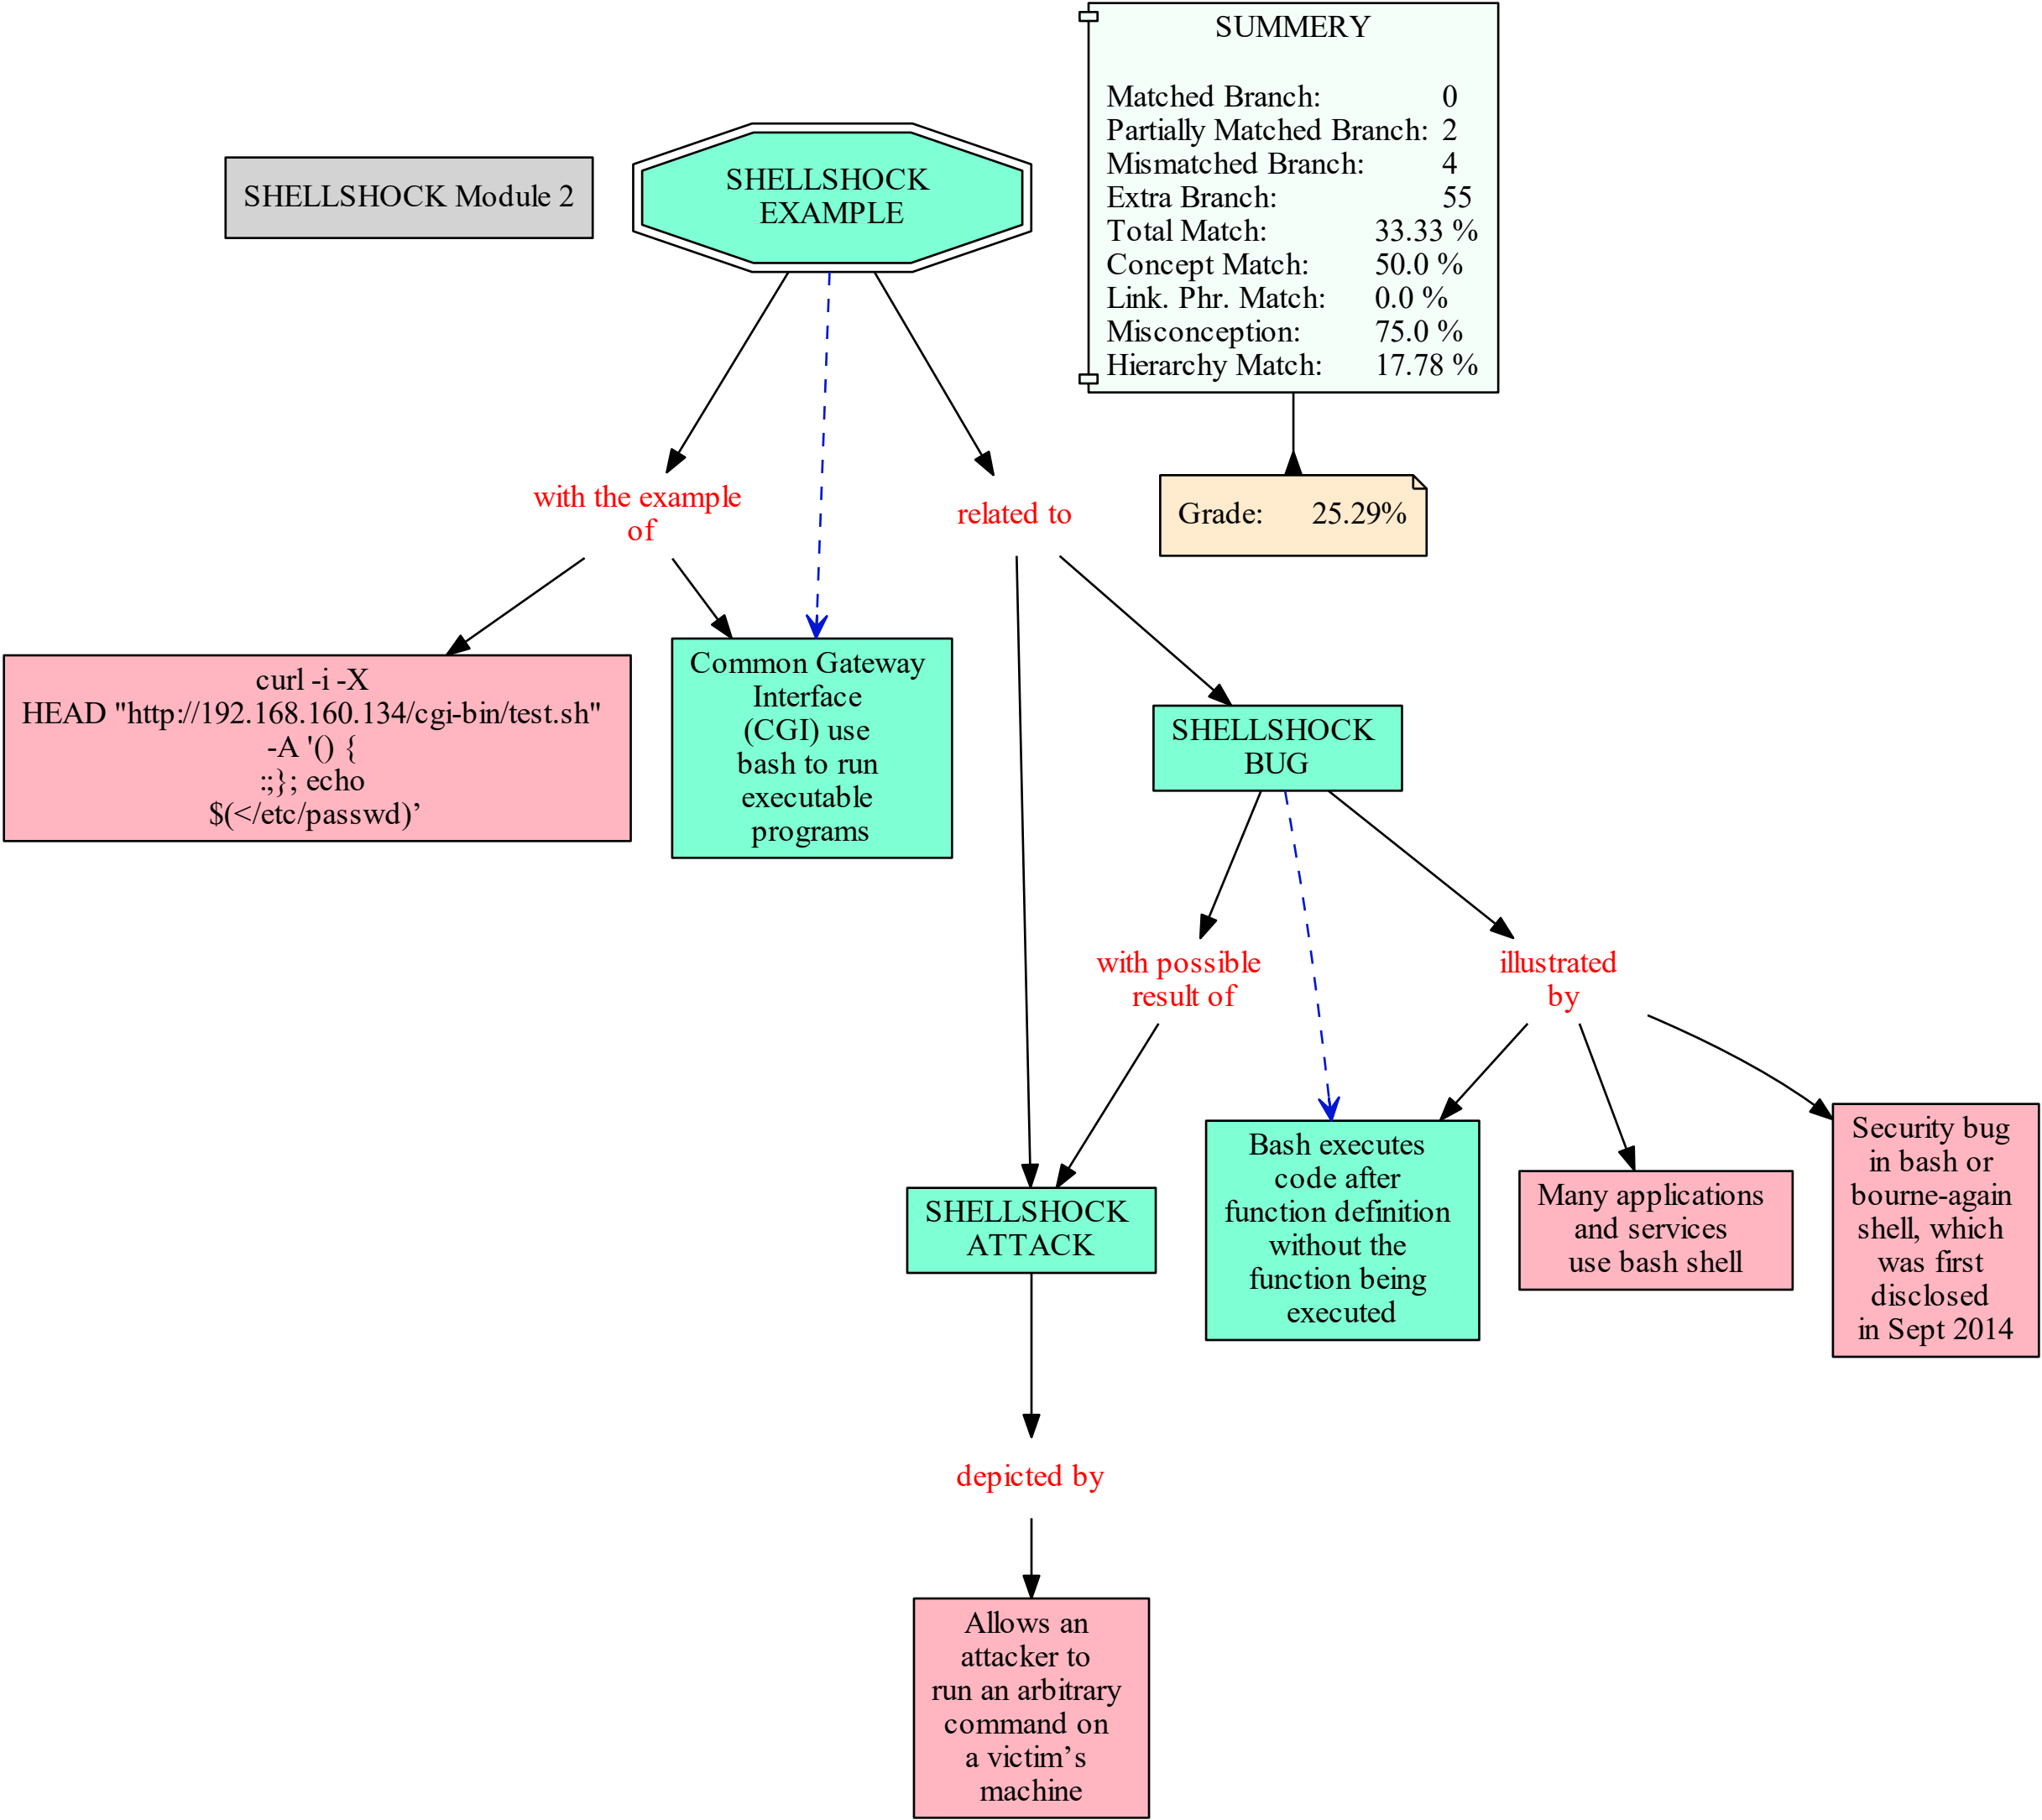 SUMMERY
Matched Branch: 0
Partially Matched Branch: 2
Mismatched Branch: 4
Extra Branch: 55
Total Match: 33.33 %
Concept Match: 50.0 %
Link. Phr. Match: 0.0 %
Misconception: 75.0 %
Hierarchy Match: 17.78 %
SHELLSHOCK Module 2
SHELLSHOCK
EXAMPLE
with the example
of
related to
Grade: 25.29%
curl -i -X
HEAD "http://192.168.160.134/cgi-bin/test.sh"
-A '() {
:;}; echo
$(</etc/passwd)’
Common Gateway
Interface
(CGI) use
bash to run
executable
programs
SHELLSHOCK
BUG
with possible
result of
illustrated
by
SHELLSHOCK
ATTACK
Bash executes
code after
function definition
without the
function being
executed
Many applications
and services
use bash shell
Security bug
in bash or
bourne-again
shell, which
was first
disclosed
in Sept 2014
depicted by
Allows an
attacker to
run an arbitrary
command on
a victim’s
machine